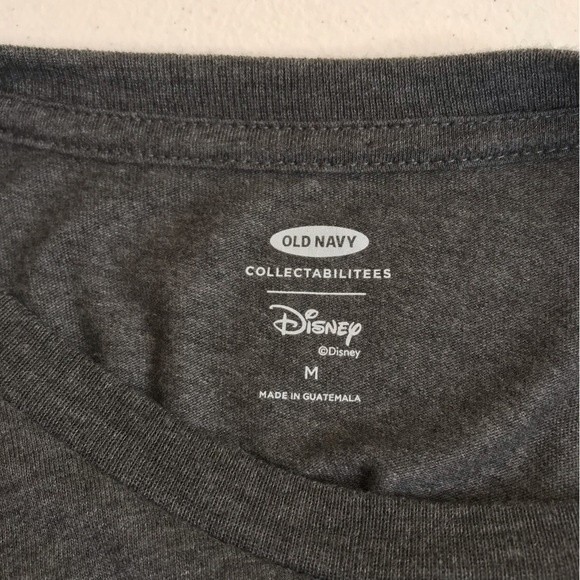 OLD NAVY
COLLECTABILITEES
Disney
©Disney
M
MADE IN GUATEMALA